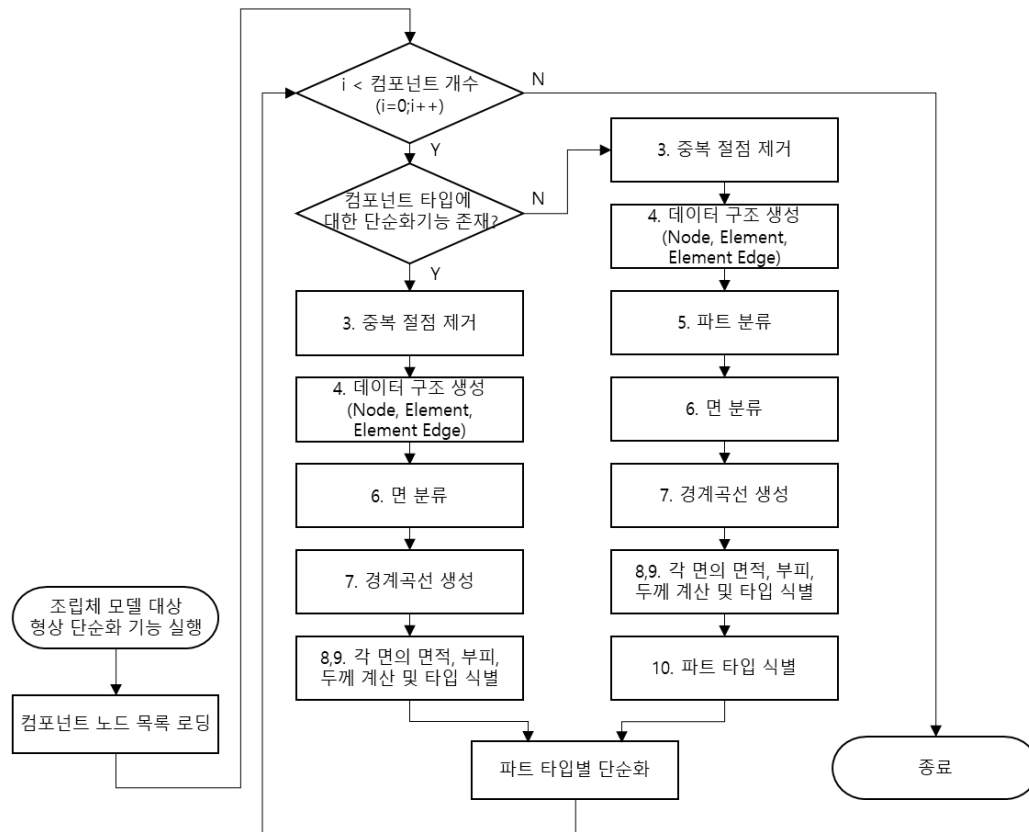 i < 컴포넌트 개수
(i=0;i++)
N
Y
컴포넌트 타입에
대한 단순화기능 존재?
N
Y
3. 중복 절점 제거
4. 데이터 구조 생성
(Node, Element,
Element Edge)
6. 면 분류
7. 경계곡선 생성
8,9. 각 면의 면적, 부피,
두께 계산 및 타입 식별
3. 중복 절점 제거
4. 데이터 구조 생성
(Node, Element,
Element Edge)
5. 파트 분류
6. 면 분류
7. 경계곡선 생성
8,9. 각 면의 면적, 부피,
두께 계산 및 타입 식별
10. 파트 타입 식별
조립체 모델 대상
형상 단순화 기능 실행
컴포넌트 노드 목록 로딩
파트 타입별 단순화
종료